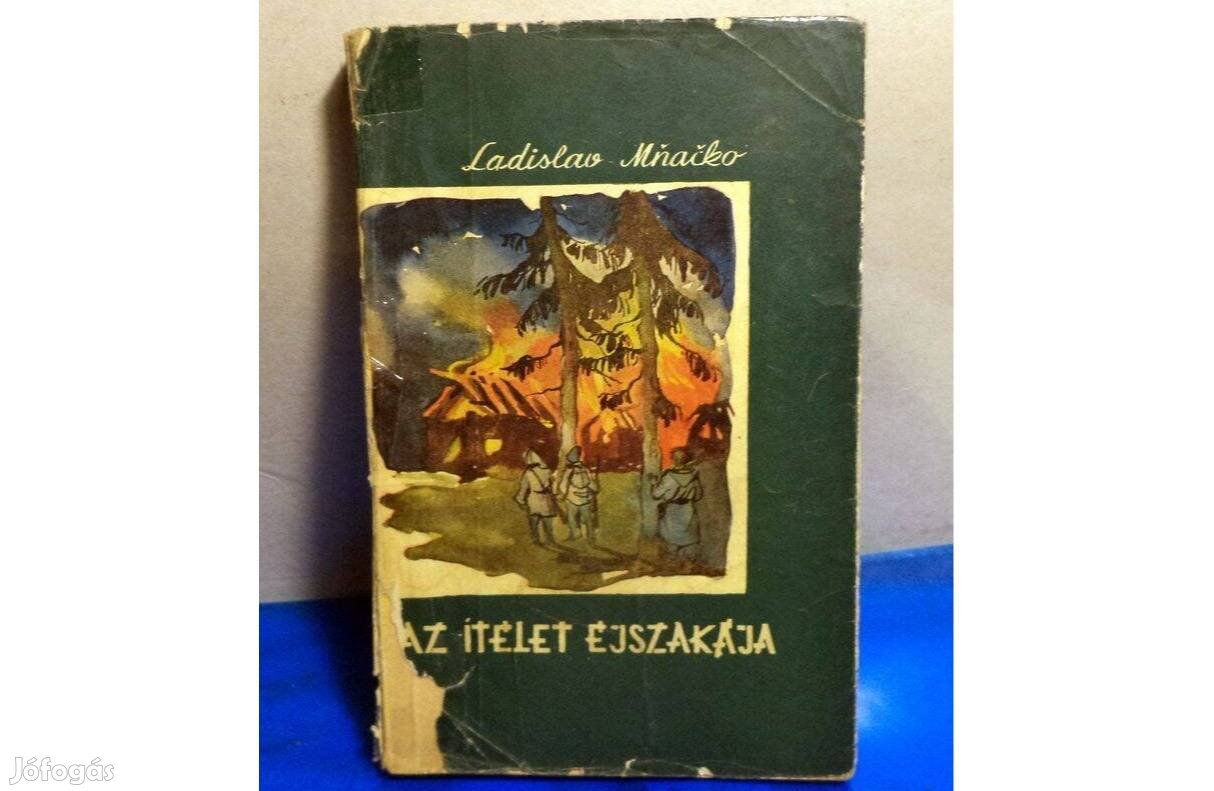 Ladislav Mňačko
AZ ÍTÉLET ÉJSZAKÁJA
Jófogás